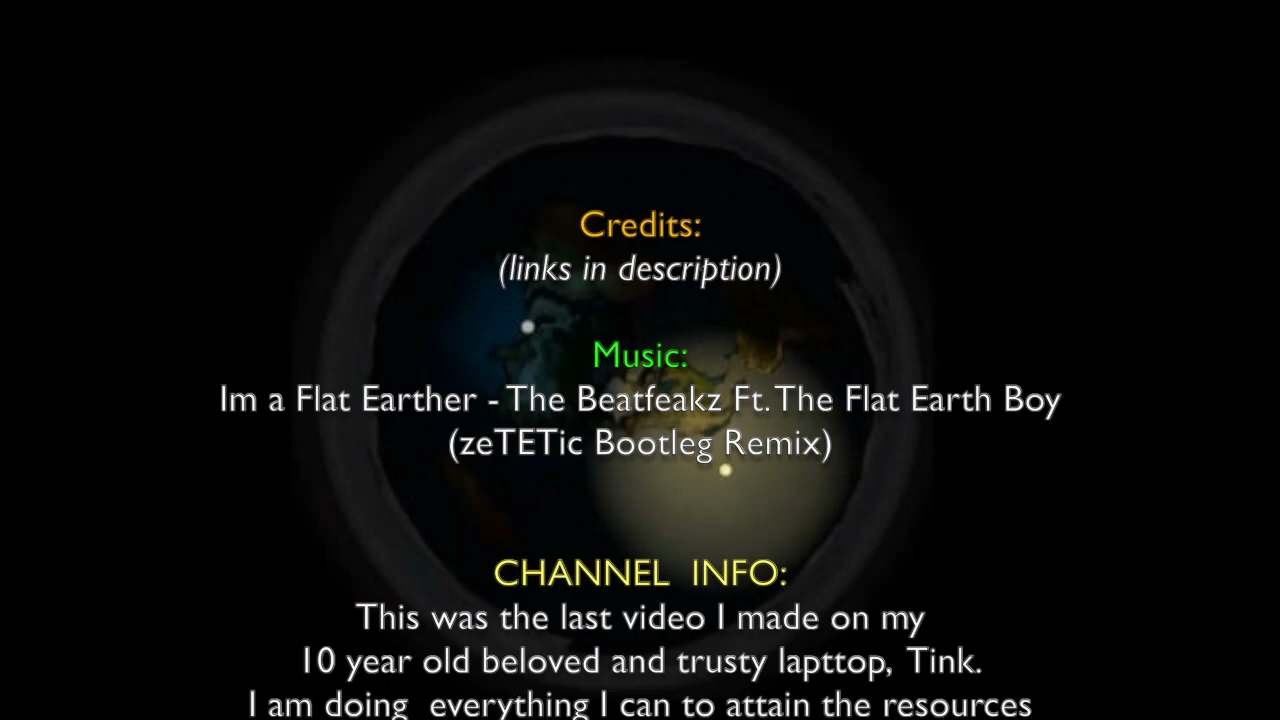 Credits:
(links in description)
Music:
Im a Flat Earther - The Beatfeakz Ft. The Flat Earth Boy
(zeTETic Bootleg Remix)
CHANNEL INFO:
This was the last video I made on my
10 year old beloved and trusty lapttop, Tink.
I am doing everything I can to attain the resources